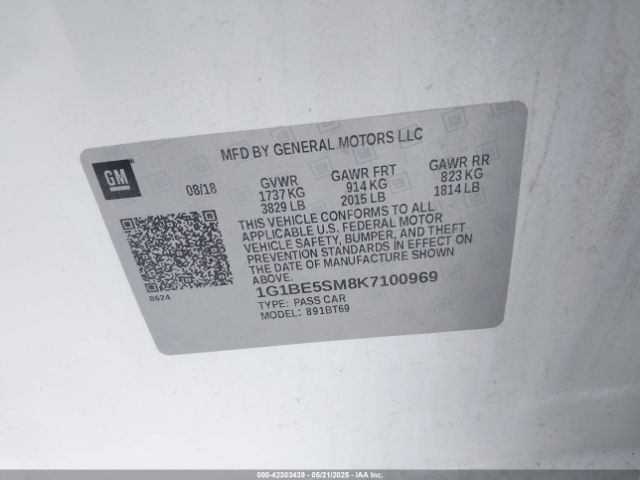 MFD BY GENERAL MOTORS LLC
GM
08/18
GVWR
1737 KG
3829 LB
GAWR FRT
914 KG
2015 LB
GAWR RR
823 KG
1814 LB
THIS VEHICLE CONFORMS TO ALL
APPLICABLE U.S. FEDERAL MOTOR
VEHICLE SAFETY, BUMPER, AND THEFT
PREVENTION STANDARDS IN EFFECT ON
THE DATE OF MANUFACTURE SHOWN
ABOVE.
8624
1G1BE5SM8K7100969
TYPE: PASS CAR
MODEL: 891BT69
000-42303439 - 05/21/2025 - IAAI.COM